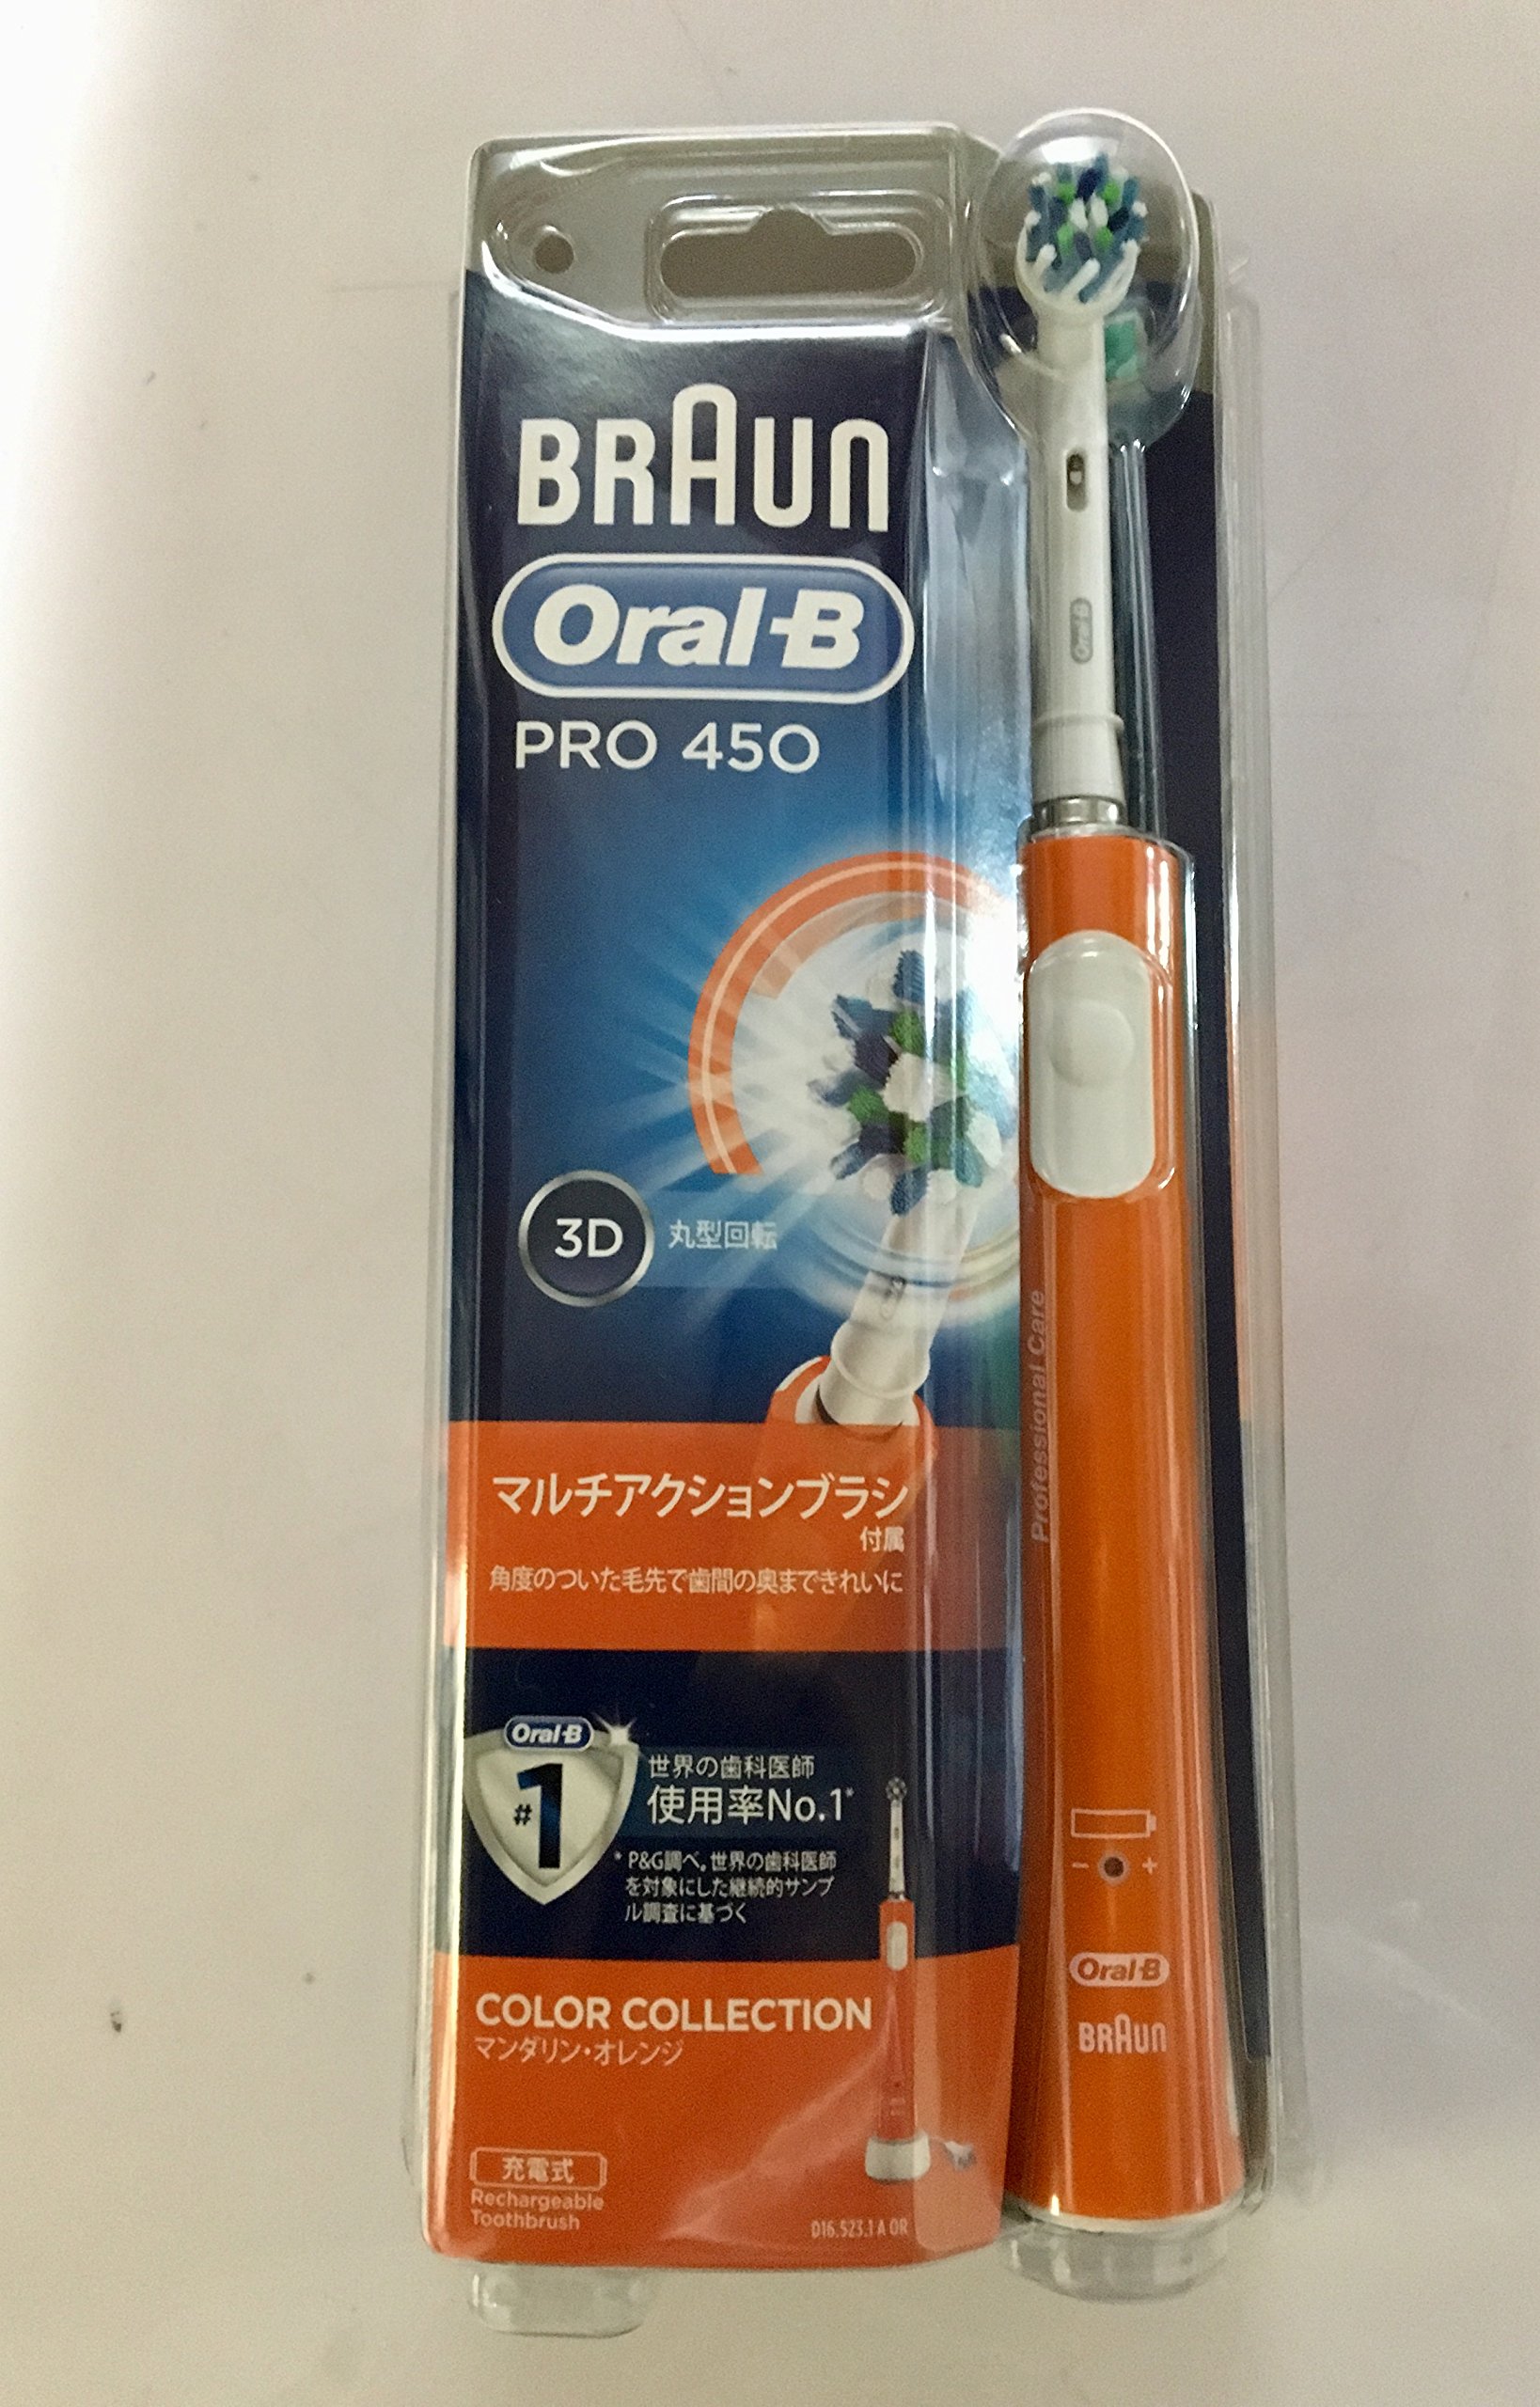 BRAUN
Oral-B
PRO 450
3D
丸型回転
マルチアクションブラシ
付属
角度のついた毛先で歯間の奥まできれいに
Oral-B
#1
世界の歯科医師
使用率No.1*
* P&G調べ。世界の歯科医師
を対象にした継続的サンプ
ル調査に基づく
COLOR COLLECTION
マンダリン・オレンジ
充電式
Rechargeable
Toothbrush
D16.523.1 A OR
Oral-B
Professional Care
− +
Oral-B
BRAUN